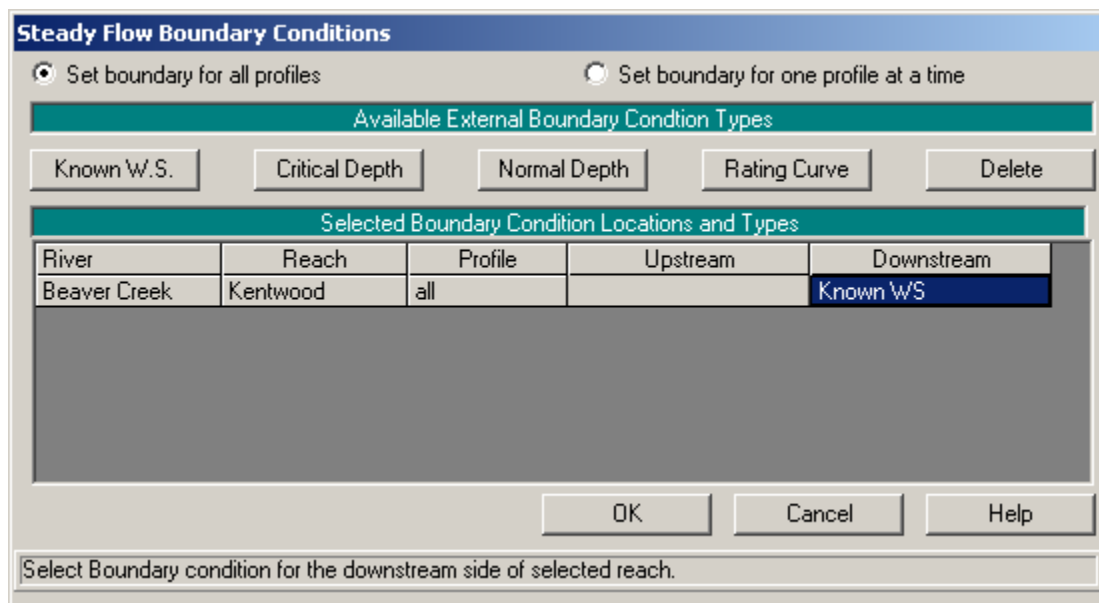 Steady Flow Boundary Conditions
Set boundary for all profiles Set boundary for one profile at a time
Available External Boundary Condtion Types
Known W.S. Critical Depth Normal Depth Rating Curve Delete
Selected Boundary Condition Locations and Types
River Reach Profile Upstream Downstream
Beaver Creek Kentwood all Known WS
OK Cancel Help
Select Boundary condition for the downstream side of selected reach.